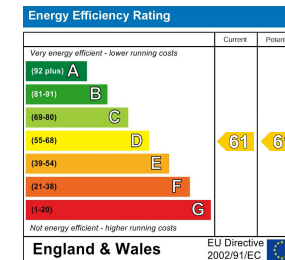 Energy Efficiency Rating
Current
Very energy efficient - lower running costs
(92 plus) A
(81-91) B
(69-80) C
(55-68) D 61
(39-54) E
(21-38) F
(1-20) G
Not energy efficient - higher running costs
England & Wales
EU Directive
2002/91/EC